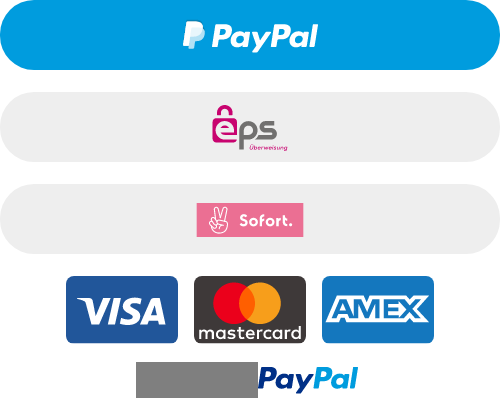 PayPal
eps
Überweisung
Sofort.
VISA mastercard AMEX
PayPal